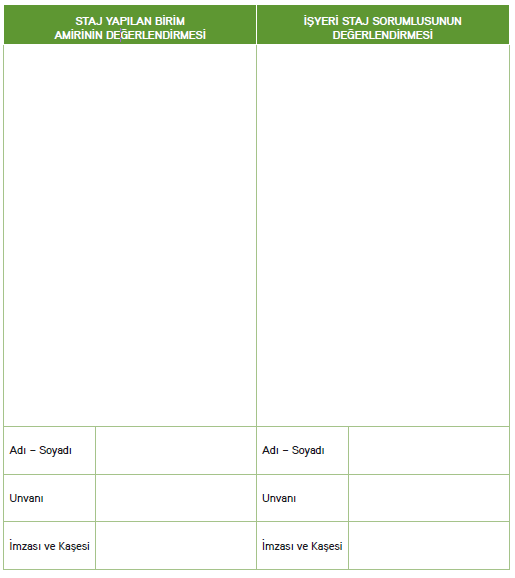 STAJ YAPILAN BİRİM
AMİRİNİN DEĞERLENDİRMESİ
İŞYERİ STAJ SORUMLUSUNUN
DEĞERLENDİRMESİ
Adı – Soyadı
Adı – Soyadı
Unvanı
Unvanı
İmzası ve Kaşesi
İmzası ve Kaşesi